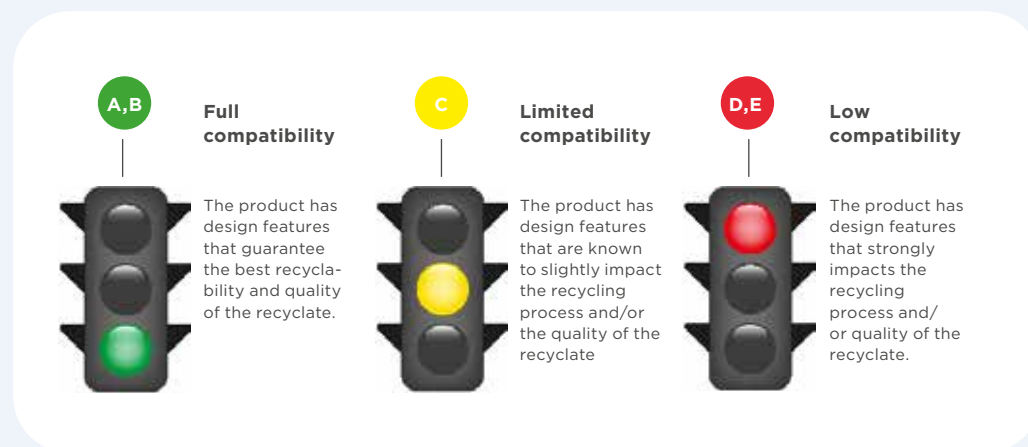 A,B
Full
compatibility
The product has
design features
that guarantee
the best recycla-
bility and quality
of the recyclate.
C
Limited
compatibility
The product has
design features
that are known
to slightly impact
the recycling
process and/or
the quality of the
recyclate
D,E
Low
compatibility
The product has
design features
that strongly
impacts the
recycling
process and/
or quality of the
recyclate.